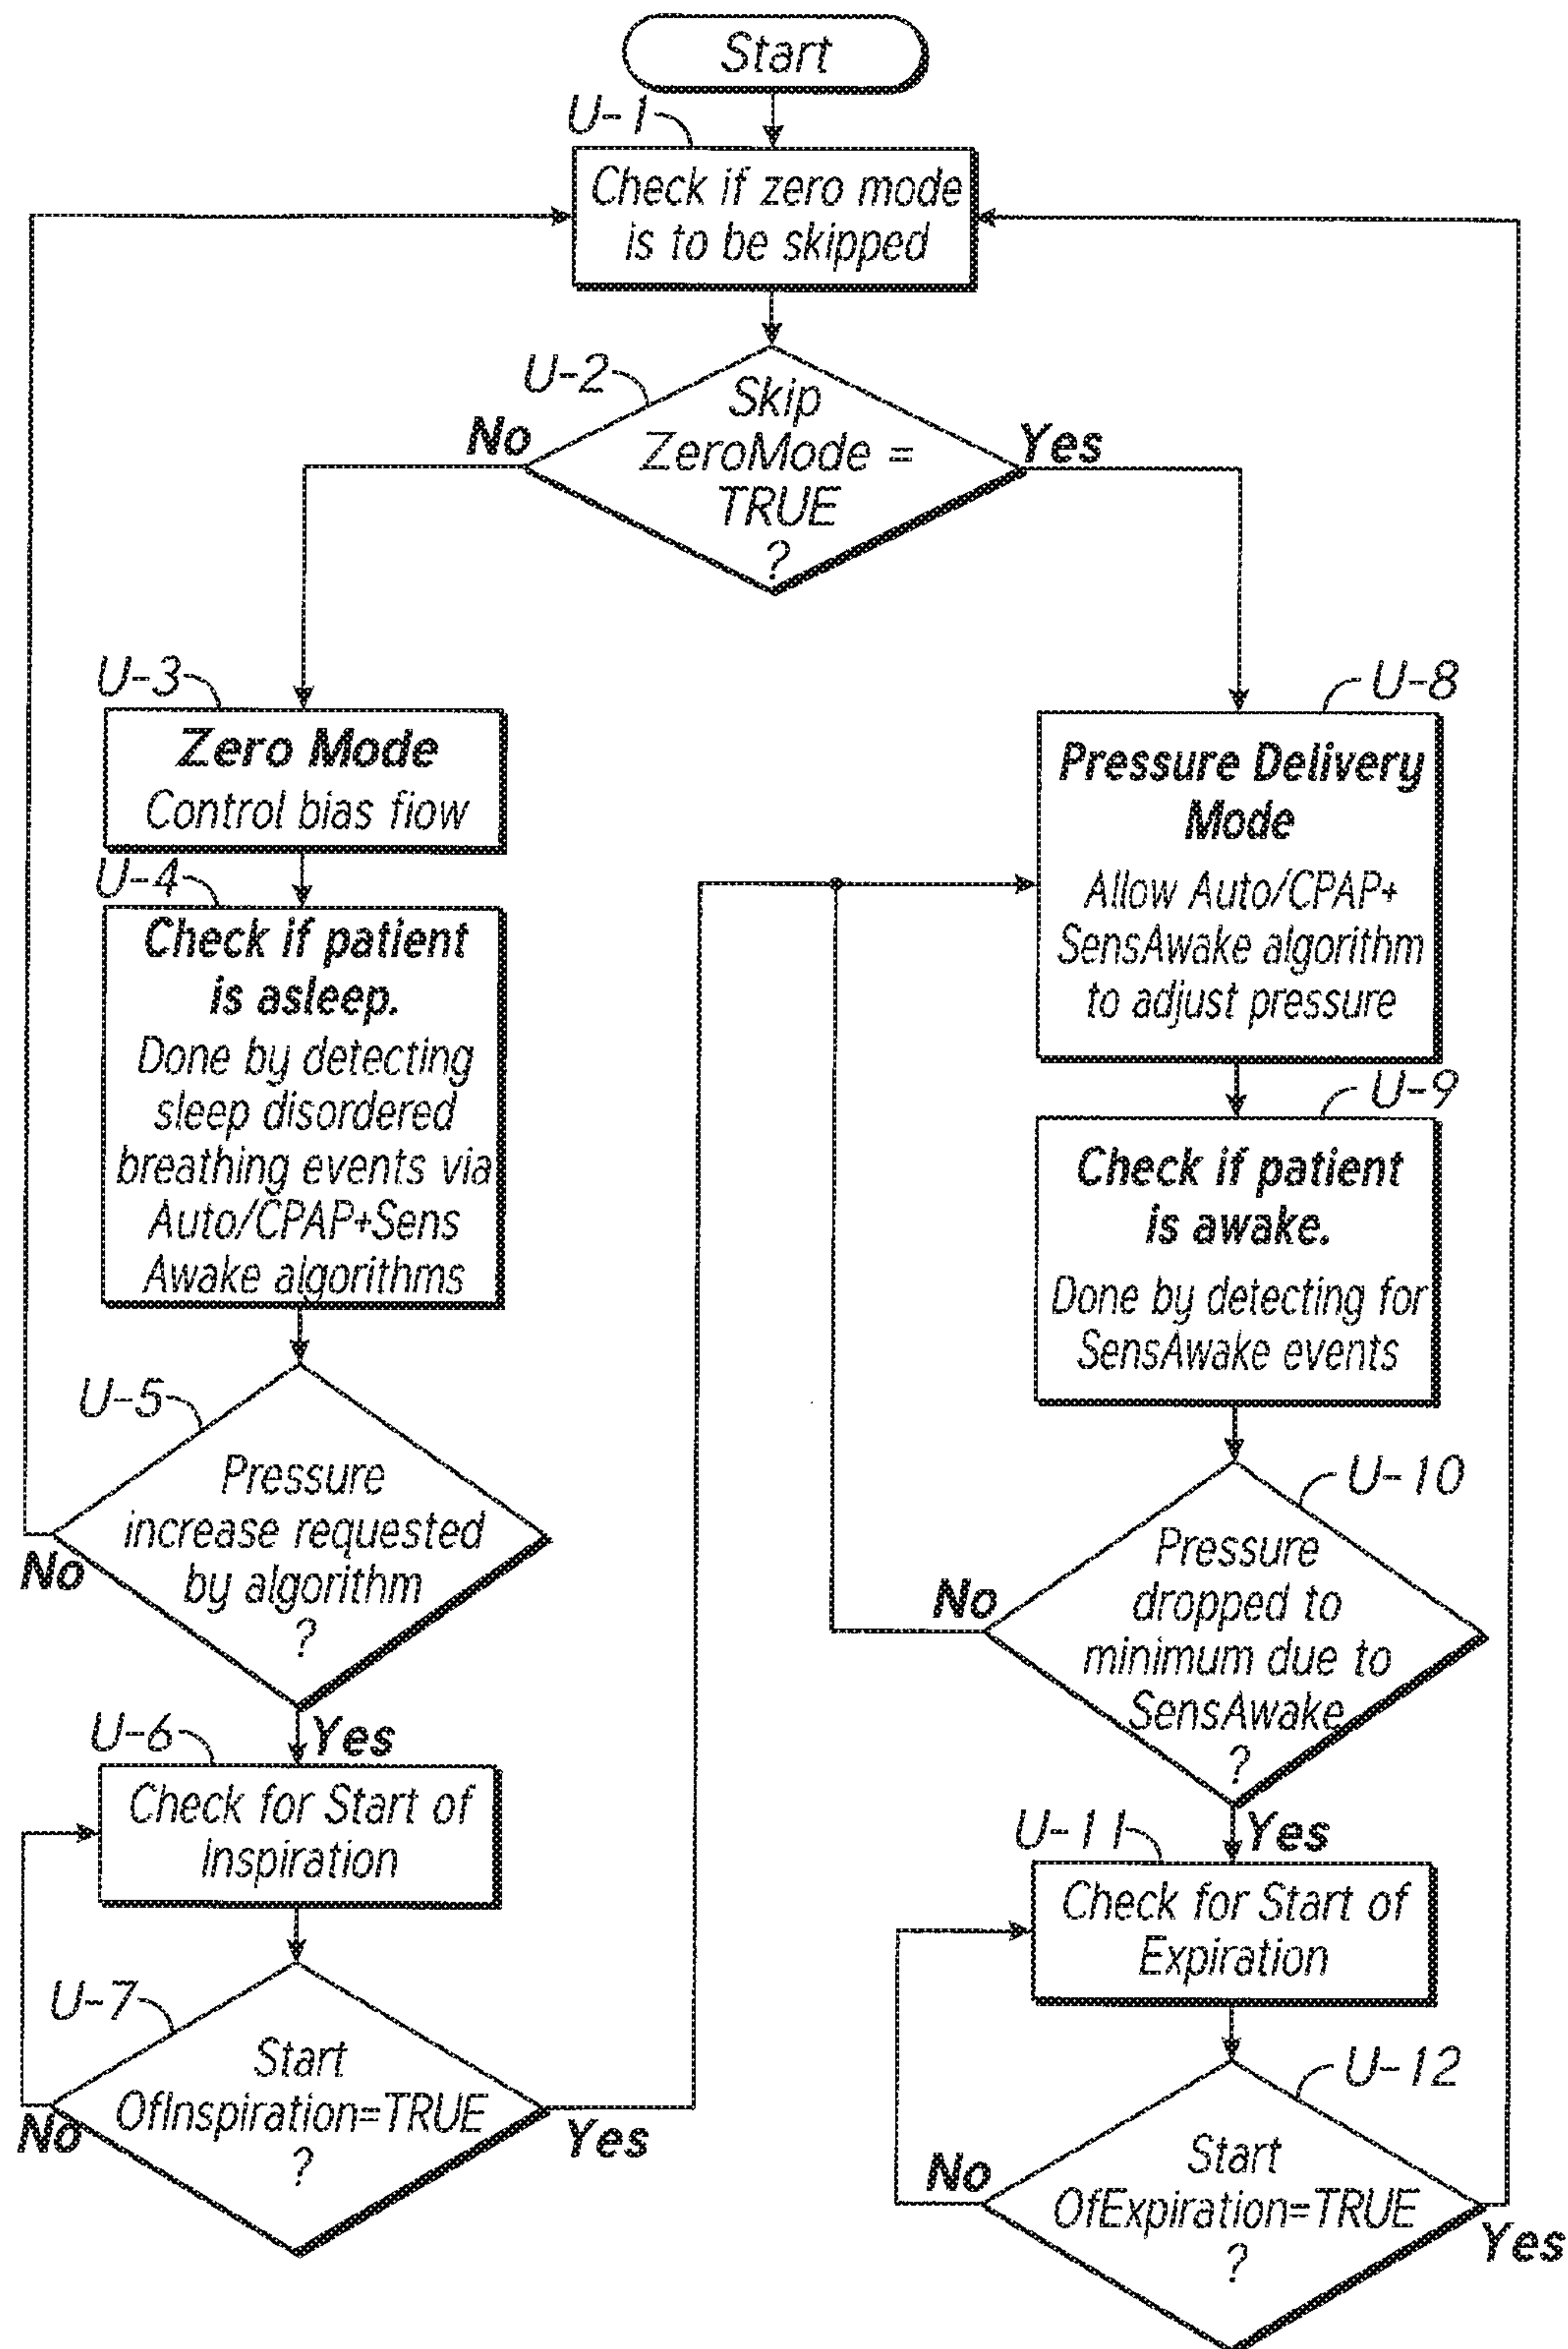 Start
U-1
Check if zero mode
is to be skipped
U-2
Skip
ZeroMode =
TRUE
?
No
Yes
U-3
Zero Mode
Control bias flow
U-4
Check if patient
is asleep.
Done by detecting
sleep disordered
breathing events via
Auto/CPAP+Sens
Awake algorithms
U-5
Pressure
increase requested
by algorithm
?
No
Yes
U-6
Check for Start of
Inspiration
U-7
Start
OfInspiration=TRUE
?
No
Yes
U-8
Pressure Delivery
Mode
Allow Auto/CPAP+
SensAwake algorithm
to adjust pressure
U-9
Check if patient
is awake.
Done by detecting for
SensAwake events
U-10
Pressure
dropped to
minimum due to
SensAwake
?
No
Yes
U-11
Check for Start of
Expiration
U-12
Start
OfExpiration=TRUE
?
No
Yes